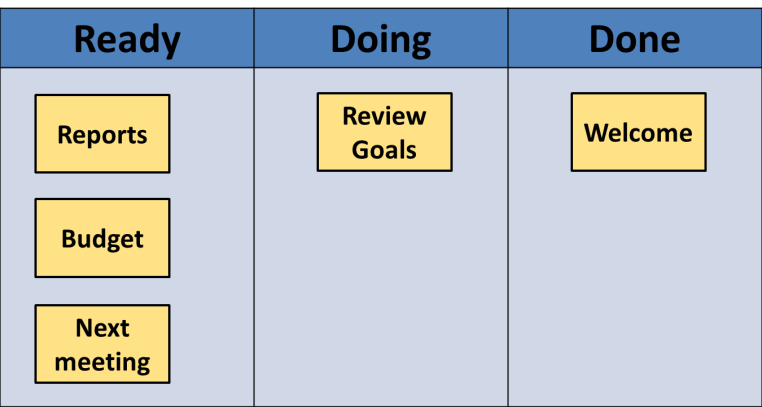 Ready
Doing
Done
Reports
Review
Goals
Welcome
Budget
Next
meeting